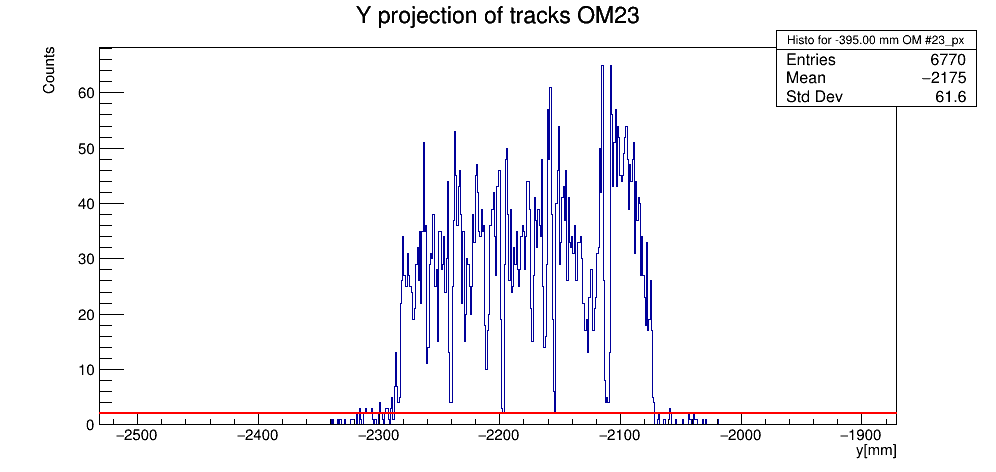 Y projection of tracks OM23
Histo for -395.00 mm OM #23_px
Entries 6770
Mean −2175
Std Dev 61.6
Counts
60
50
40
30
20
10
0
−2500 −2400 −2300 −2200 −2100 −2000 −1900
y[mm]